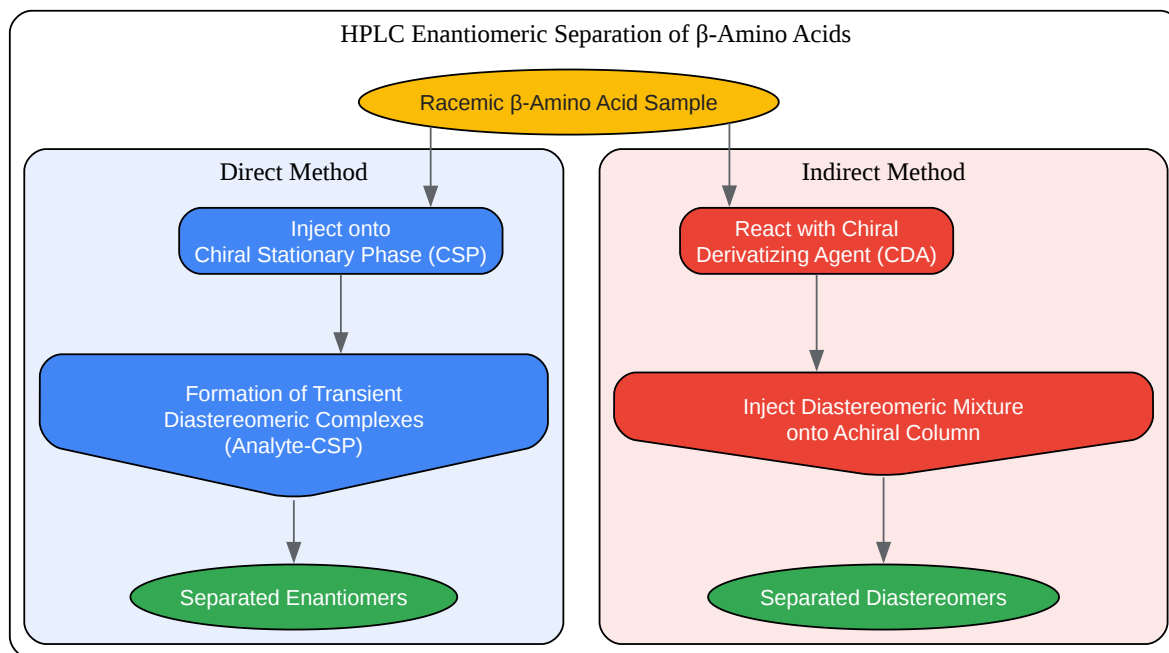 HPLC Enantiomeric Separation of β-Amino Acids
Racemic β-Amino Acid Sample
Direct Method
Inject onto
Chiral Stationary Phase (CSP)
Formation of Transient
Diastereomeric Complexes
(Analyte-CSP)
Separated Enantiomers
Indirect Method
React with Chiral
Derivatizing Agent (CDA)
Inject Diastereomeric Mixture
onto Achiral Column
Separated Diastereomers